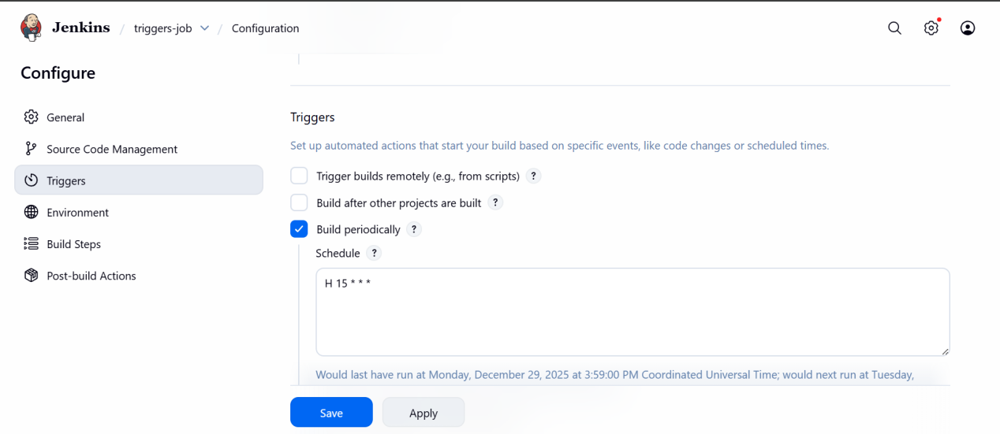 Jenkins / triggers-job / Configuration
Configure
General
Source Code Management
Triggers
Environment
Build Steps
Post-build Actions
Triggers
Set up automated actions that start your build based on specific events, like code changes or scheduled times.
Trigger builds remotely (e.g., from scripts) ?
Build after other projects are built ?
Build periodically ?
Schedule ?
H 15 * * *
Would last have run at Monday, December 29, 2025 at 3:59:00 PM Coordinated Universal Time; would next run at Tuesday,
Save
Apply